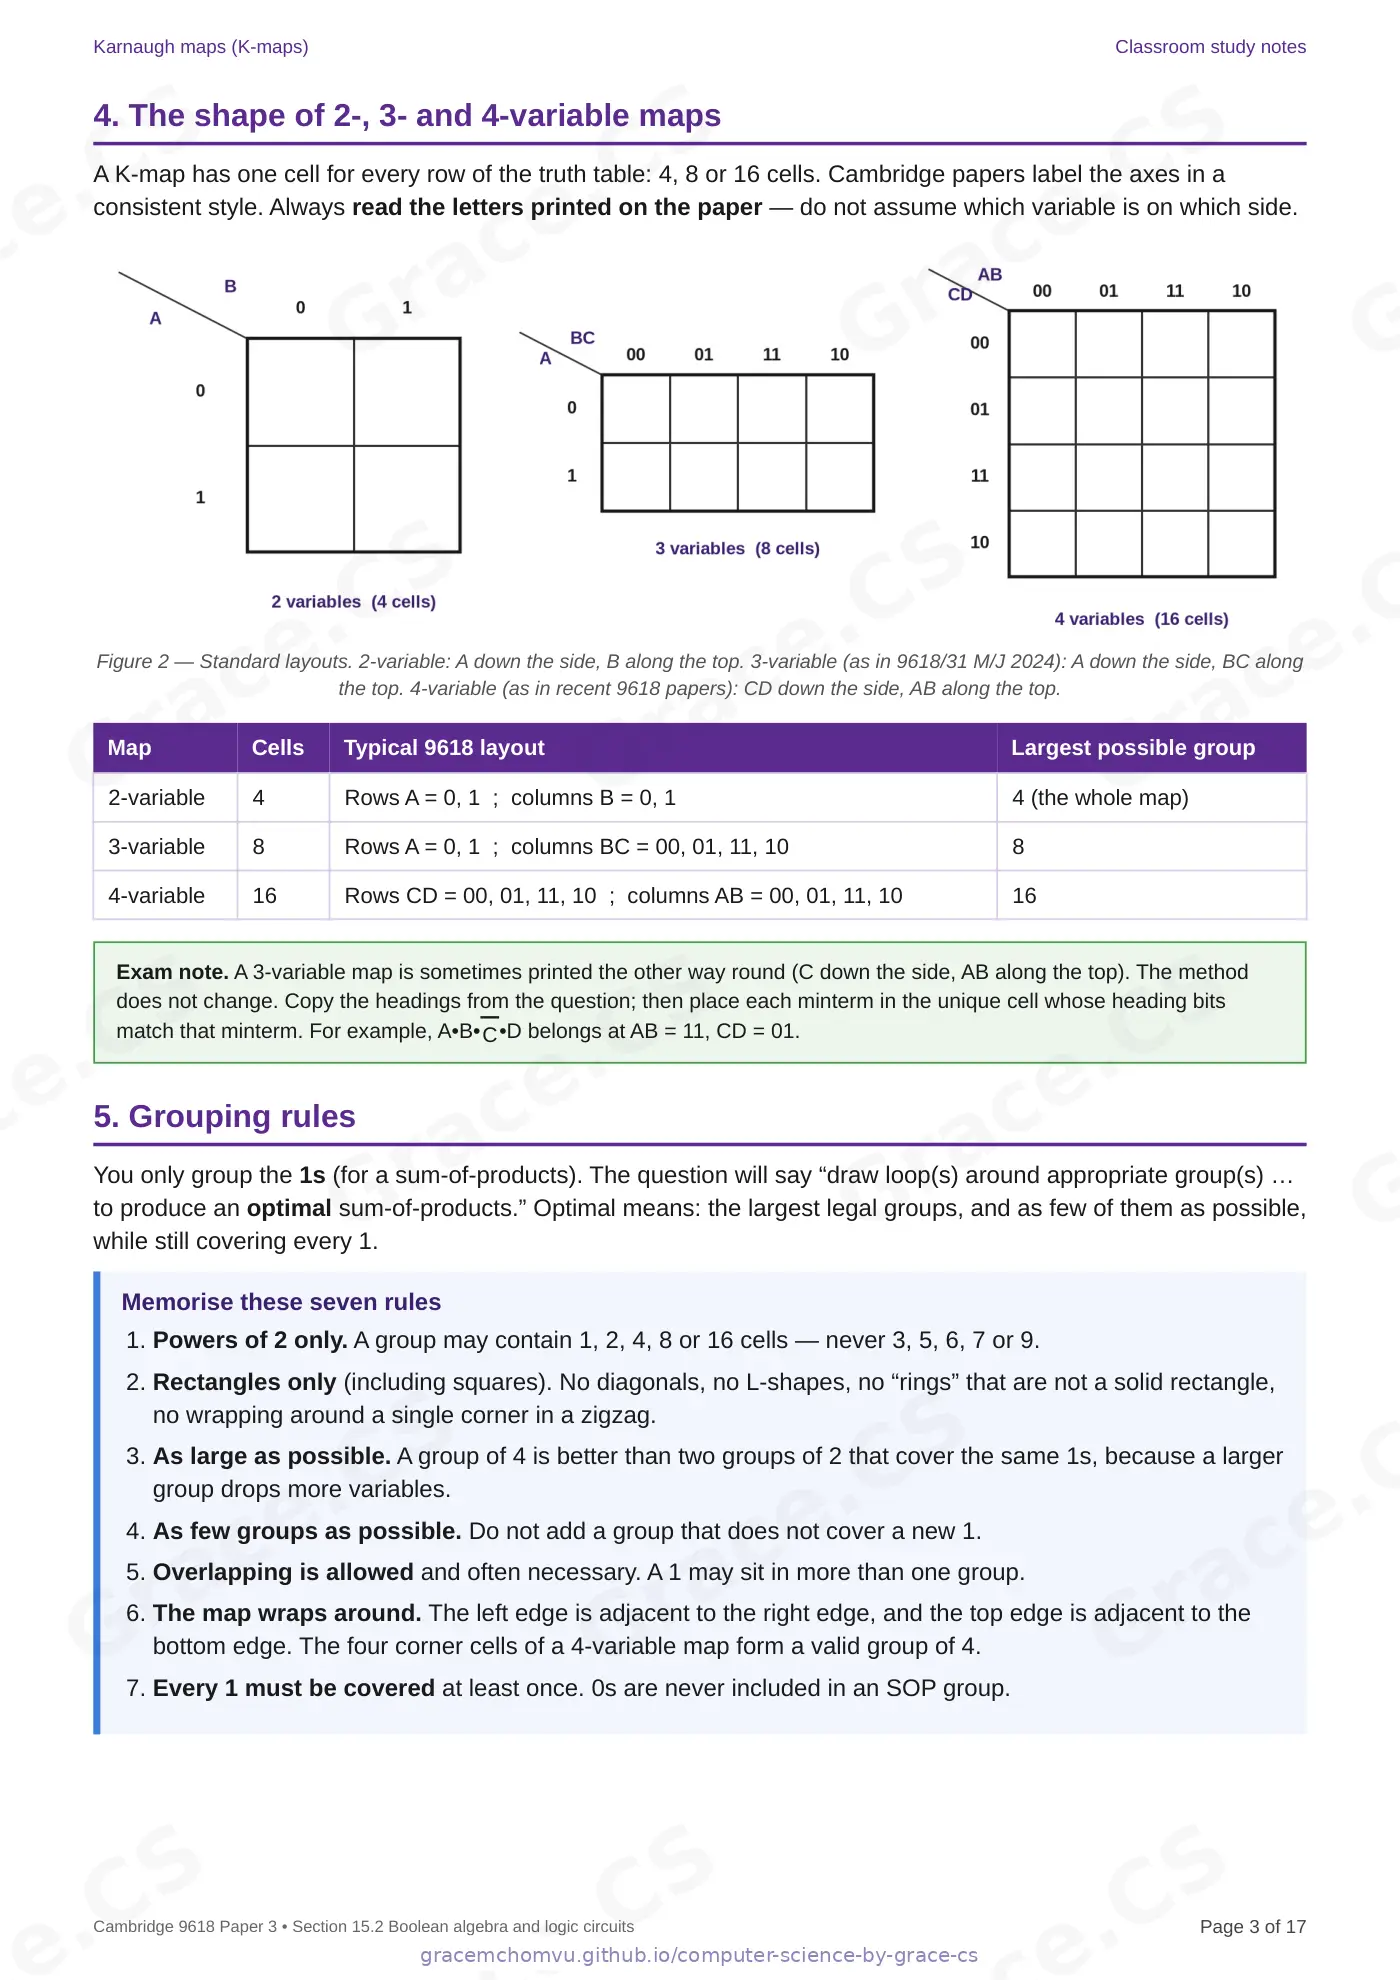 Karnaugh maps (K-maps)
Classroom study notes
4. The shape of 2-, 3- and 4-variable maps
A K-map has one cell for every row of the truth table: 4, 8 or 16 cells. Cambridge papers label the axes in a
consistent style. Always read the letters printed on the paper — do not assume which variable is on which side.
B
A
0 1
0
1
2 variables (4 cells)
BC
A
00 01 11 10
0
1
3 variables (8 cells)
AB
CD
00 01 11 10
00
01
11
10
4 variables (16 cells)
Figure 2 — Standard layouts. 2-variable: A down the side, B along the top. 3-variable (as in 9618/31 M/J 2024): A down the side, BC along
the top. 4-variable (as in recent 9618 papers): CD down the side, AB along the top.
Map Cells Typical 9618 layout Largest possible group
2-variable 4 Rows A = 0, 1 ; columns B = 0, 1 4 (the whole map)
3-variable 8 Rows A = 0, 1 ; columns BC = 00, 01, 11, 10 8
4-variable 16 Rows CD = 00, 01, 11, 10 ; columns AB = 00, 01, 11, 10 16
Exam note. A 3-variable map is sometimes printed the other way round (C down the side, AB along the top). The method
does not change. Copy the headings from the question; then place each minterm in the unique cell whose heading bits
match that minterm. For example, A•B•C̅•D belongs at AB = 11, CD = 01.
5. Grouping rules
You only group the 1s (for a sum-of-products). The question will say “draw loop(s) around appropriate group(s) …
to produce an optimal sum-of-products.” Optimal means: the largest legal groups, and as few of them as possible,
while still covering every 1.
Memorise these seven rules
1. Powers of 2 only. A group may contain 1, 2, 4, 8 or 16 cells — never 3, 5, 6, 7 or 9.
2. Rectangles only (including squares). No diagonals, no L-shapes, no “rings” that are not a solid rectangle,
no wrapping around a single corner in a zigzag.
3. As large as possible. A group of 4 is better than two groups of 2 that cover the same 1s, because a larger
group drops more variables.
4. As few groups as possible. Do not add a group that does not cover a new 1.
5. Overlapping is allowed and often necessary. A 1 may sit in more than one group.
6. The map wraps around. The left edge is adjacent to the right edge, and the top edge is adjacent to the
bottom edge. The four corner cells of a 4-variable map form a valid group of 4.
7. Every 1 must be covered at least once. 0s are never included in an SOP group.
Cambridge 9618 Paper 3 • Section 15.2 Boolean algebra and logic circuits
Page 3 of 17
gracemchomvu.github.io/computer-science-by-grace-cs
Grace.CS